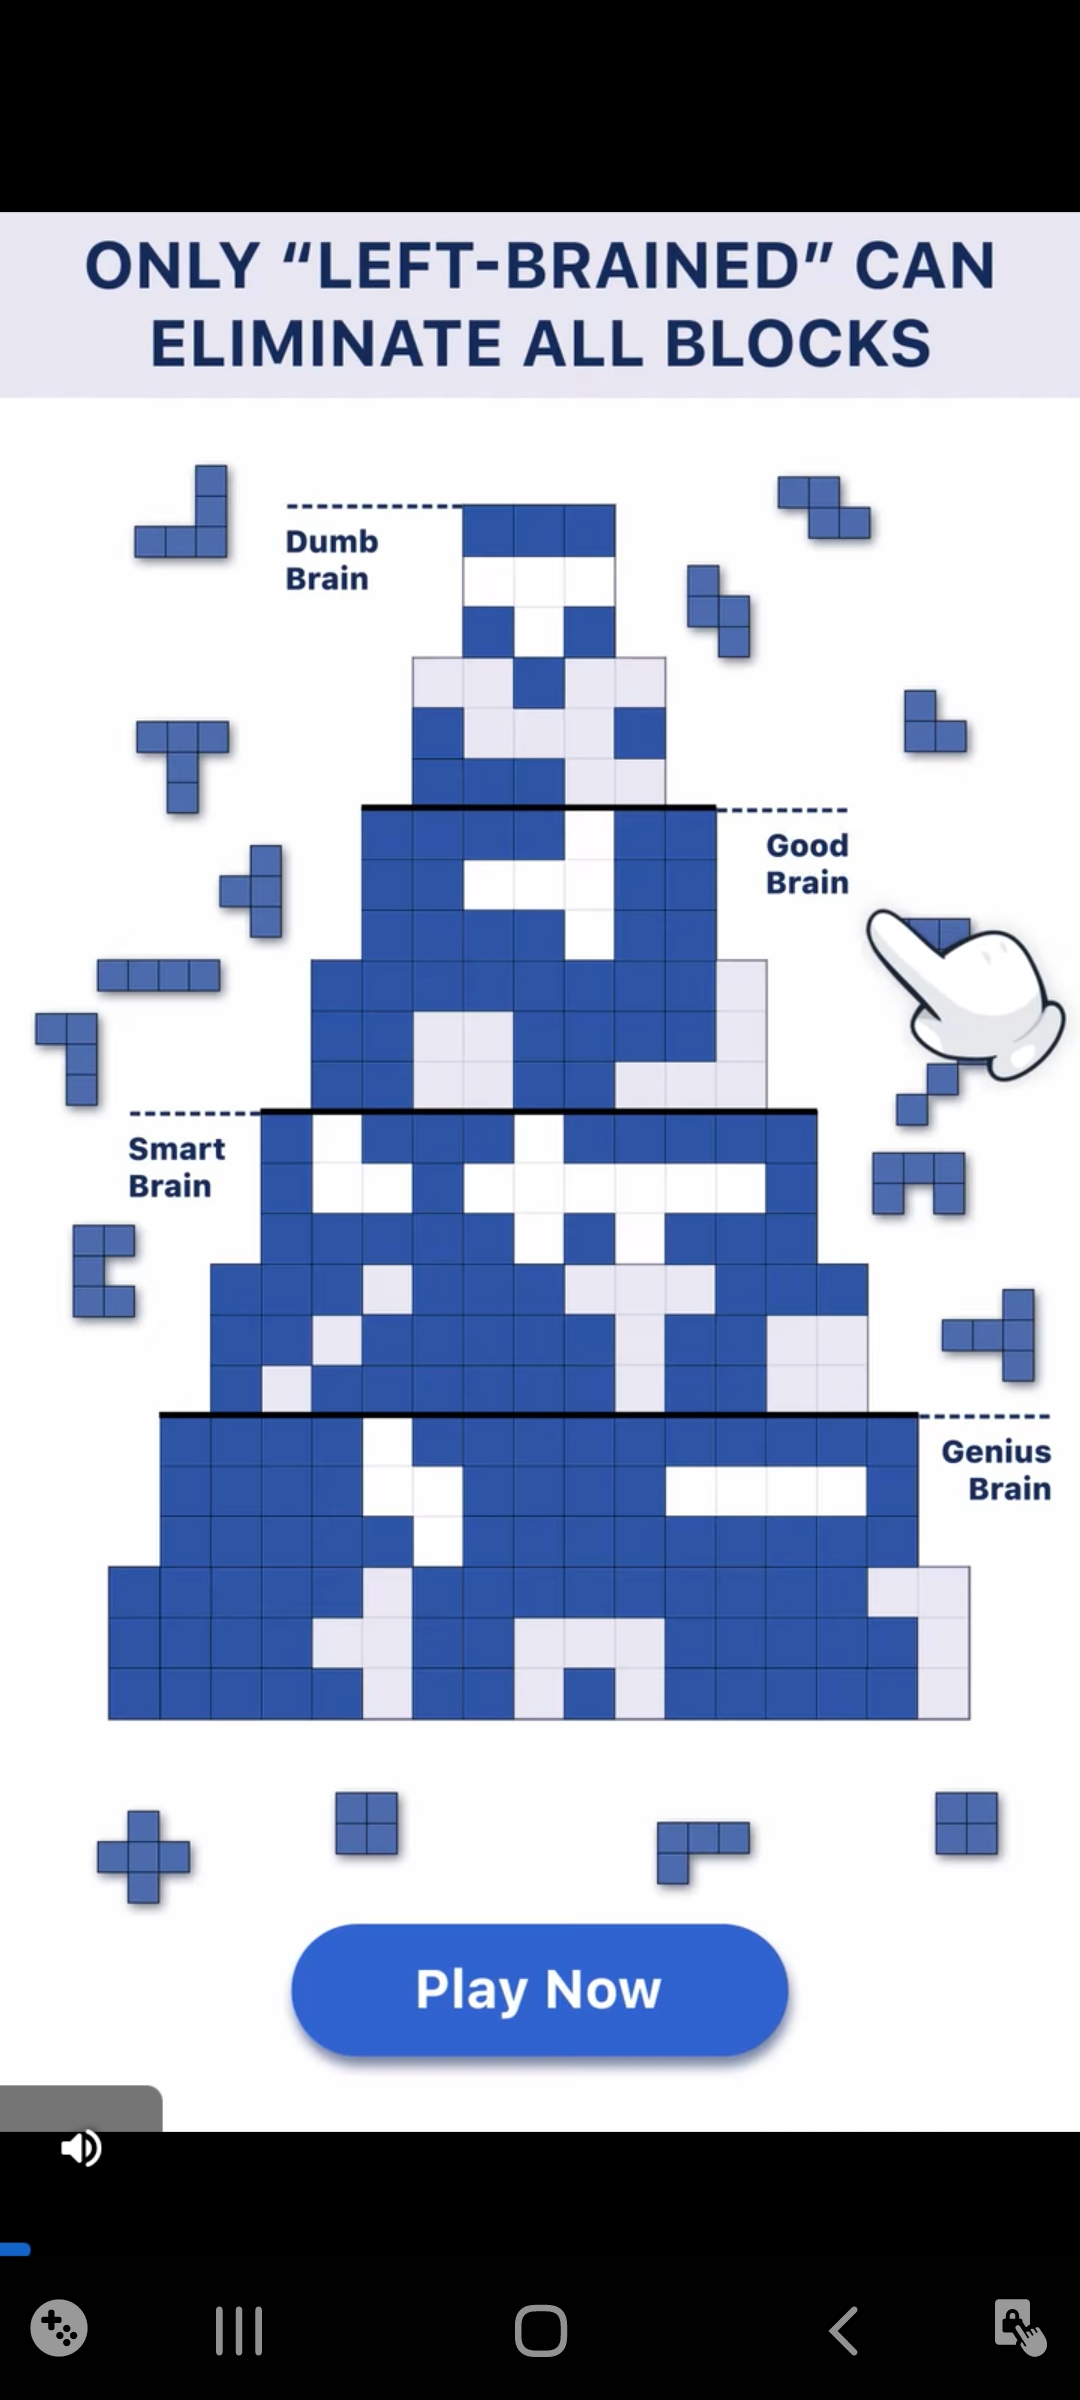 ONLY “LEFT-BRAINED” CAN
ELIMINATE ALL BLOCKS
Dumb
Brain
Good
Brain
Smart
Brain
Genius
Brain
Play Now